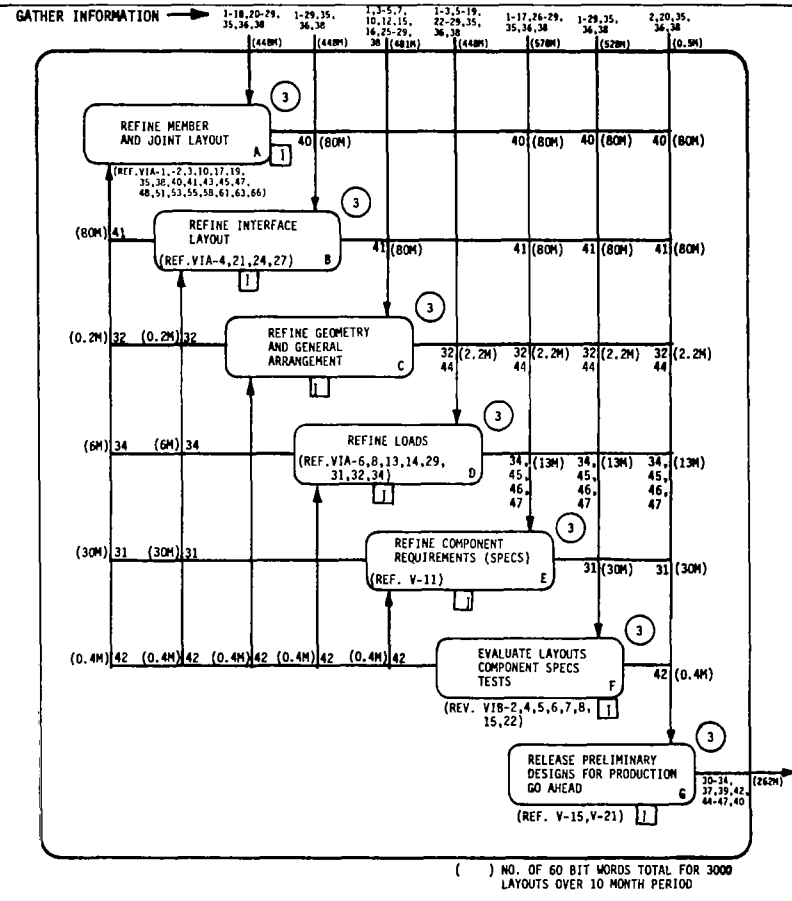 GATHER INFORMATION
1-18,20-29,
35,36,38
(448M)
1-29,35,
36,38
(448M)
1,3-5,7,
10,12,15,
16,25-29,
38 (481M)
1-3,5-19,
22-29,35,
36,38
(448M)
1-17,26-29,
35,36,38
(578M)
1-29,35,
36,38
(528M)
2,20,35,
36,38
(0.5M)
3
REFINE MEMBER
AND JOINT LAYOUT
A
(REF.VIA-1,-2,3,10,17,19,
35,38,40,41,43,45,47,
48,51,53,55,58,61,63,66)
40 (80M)
40 (80M)
40 (80M)
40 (80M)
3
(80M) 41
REFINE INTERFACE
LAYOUT
(REF.VIA-4,21,24,27)
B
41 (80M)
41 (80M)
41 (80M)
41 (80M)
3
(0.2M) 32
(0.2M) 32
REFINE GEOMETRY
AND GENERAL
ARRANGEMENT
C
32 (2.2M)
44
32 (2.2M)
44
32 (2.2M)
44
32 (2.2M)
44
3
(6M) 34
(6M) 34
REFINE LOADS
(REF.VIA-6,8,13,14,29,
31,32,34)
D
34, (13M)
45,
46,
47
34, (13M)
45,
46,
47
34, (13M)
45,
46,
47
3
(30M) 31
(30M) 31
REFINE COMPONENT
REQUIREMENTS (SPECS)
(REF. V-11)
E
31 (30M)
31 (30M)
3
(0.4M) 42
(0.4M) 42
(0.4M) 42
(0.4M) 42
(0.4M) 42
EVALUATE LAYOUTS
COMPONENT SPECS
TESTS
F
(REV. VIB-2,4,5,6,7,8,
15,22)
42 (0.4M)
3
RELEASE PRELIMINARY
DESIGNS FOR PRODUCTION
GO AHEAD
G
(REF. V-15,V-21)
30-34,
37,39,42,
44-47,40
(262M)
( ) NO. OF 60 BIT WORDS TOTAL FOR 3000
LAYOUTS OVER 10 MONTH PERIOD